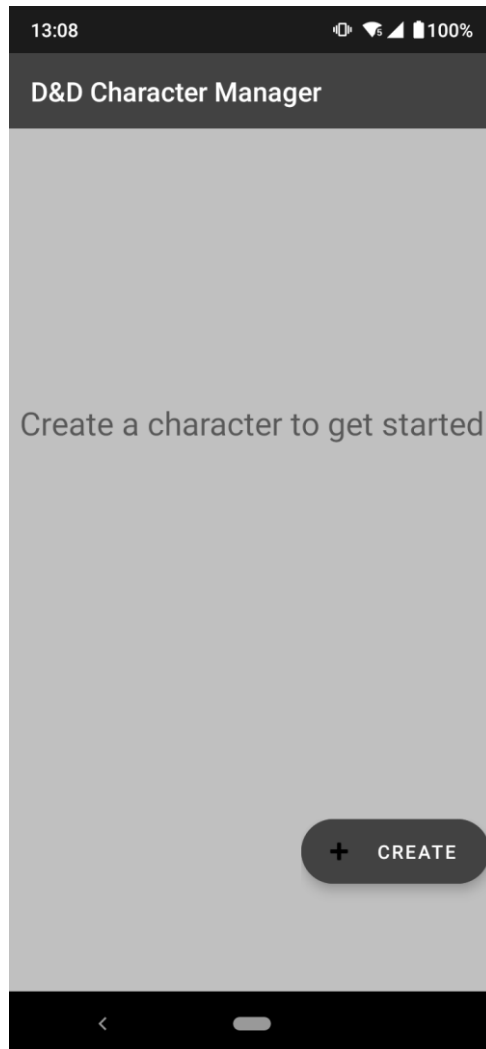 13:08
100%
D&D Character Manager
Create a character to get started
CREATE